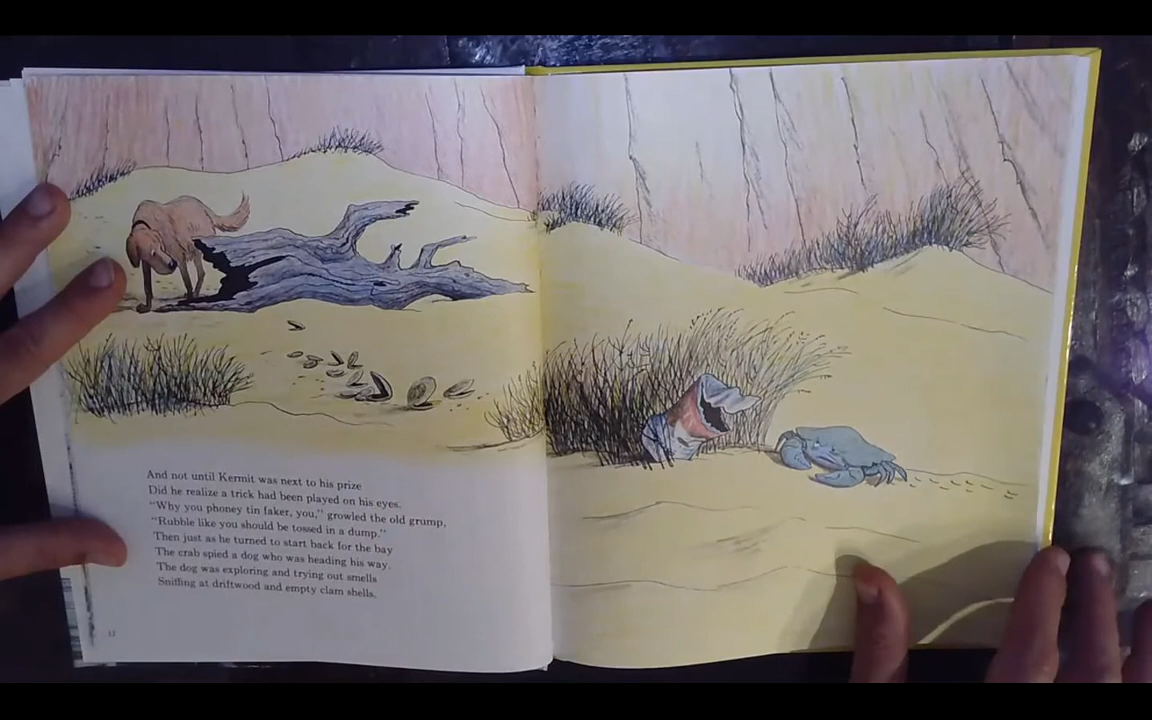 And not until Kermit was next to his prize
Did he realize a trick had been played on his eyes.
"Why you phoney tin faker, you," growled the old grump,
"Rubble like you should be tossed in a dump."
Then just as he turned to start back for the bay
The crab spied a dog who was heading his way.
The dog was exploring and trying out smells
Sniffing at driftwood and empty clam shells.